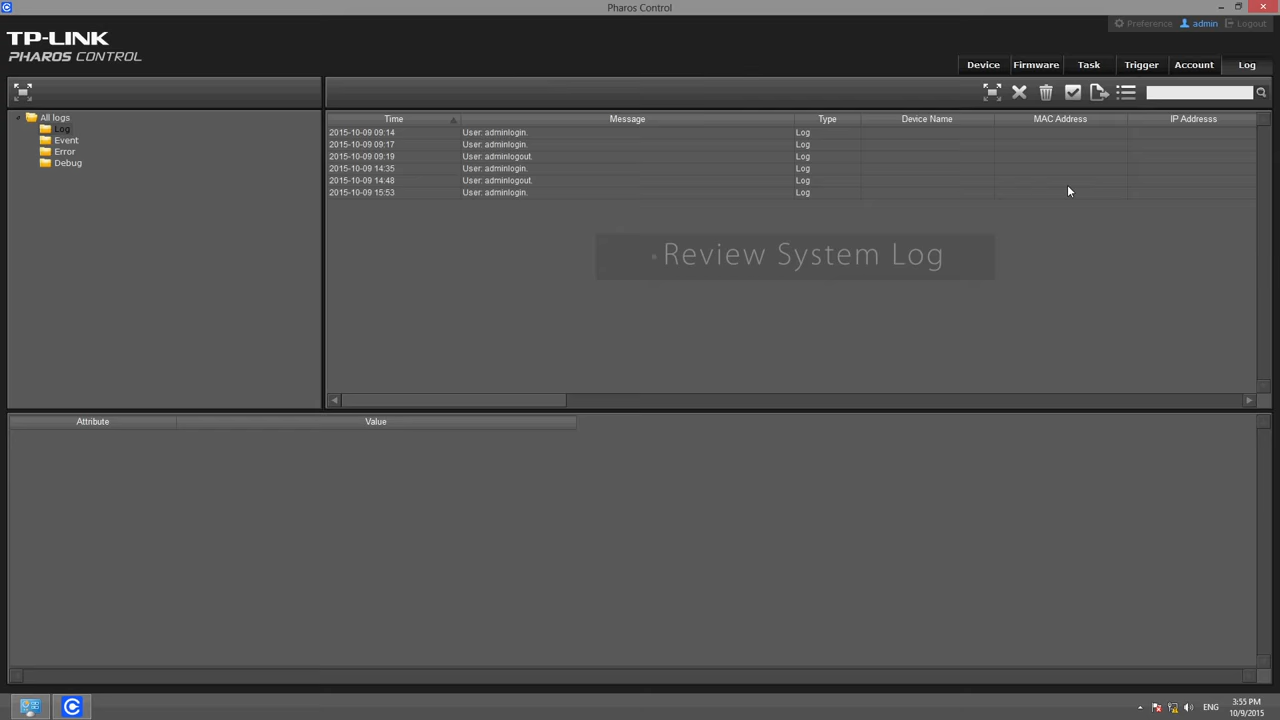 Pharos Control
Preference admin Logout
TP-LINK
PHAROS CONTROL
Device Firmware Task Trigger Account Log
All logs
Log
Event
Error
Debug
Time Message Type Device Name MAC Address IP Addresss
2015-10-09 09:14 User: adminlogin. Log
2015-10-09 09:17 User: adminlogin. Log
2015-10-09 09:19 User: adminlogout. Log
2015-10-09 14:35 User: adminlogin. Log
2015-10-09 14:48 User: adminlogout. Log
2015-10-09 15:53 User: adminlogin. Log
• Review System Log
Attribute Value
ENG
3:55 PM
10/9/2015